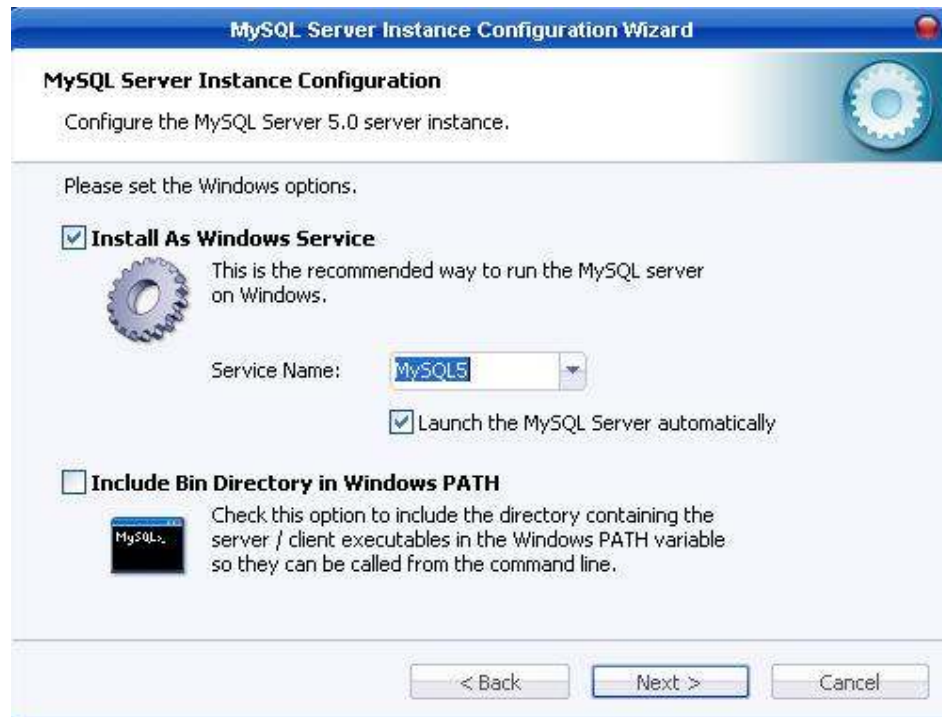 MySQL Server Instance Configuration Wizard
MySQL Server Instance Configuration
Configure the MySQL Server 5.0 server instance.
Please set the Windows options.
Install As Windows Service
This is the recommended way to run the MySQL server
on Windows.
Service Name: MySQL5
Launch the MySQL Server automatically
Include Bin Directory in Windows PATH
MySQL>_
Check this option to include the directory containing the
server / client executables in the Windows PATH variable
so they can be called from the command line.
< Back Next > Cancel